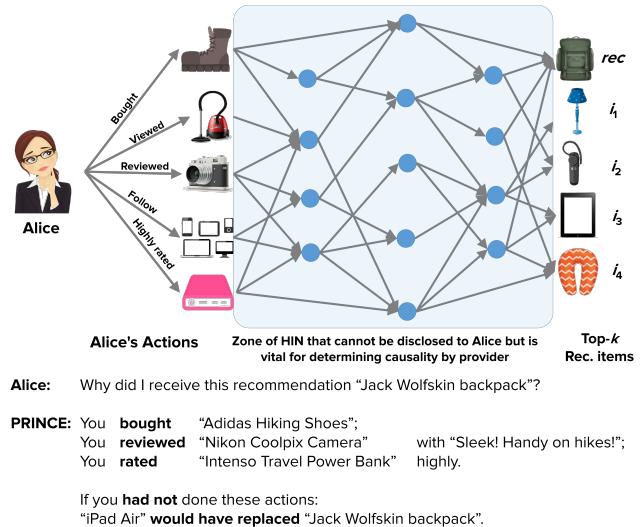 rec
Bought
i1
Viewed
Reviewed
i2
Follow
Alice
i3
Highly rated
i4
Alice's Actions
Zone of HIN that cannot be disclosed to Alice but is
vital for determining causality by provider
Top-k
Rec. items
Alice: Why did I receive this recommendation “Jack Wolfskin backpack”?
PRINCE: You bought “Adidas Hiking Shoes”;
You reviewed “Nikon Coolpix Camera” with “Sleek! Handy on hikes!”;
You rated “Intenso Travel Power Bank” highly.
If you had not done these actions:
“iPad Air” would have replaced “Jack Wolfskin backpack”.